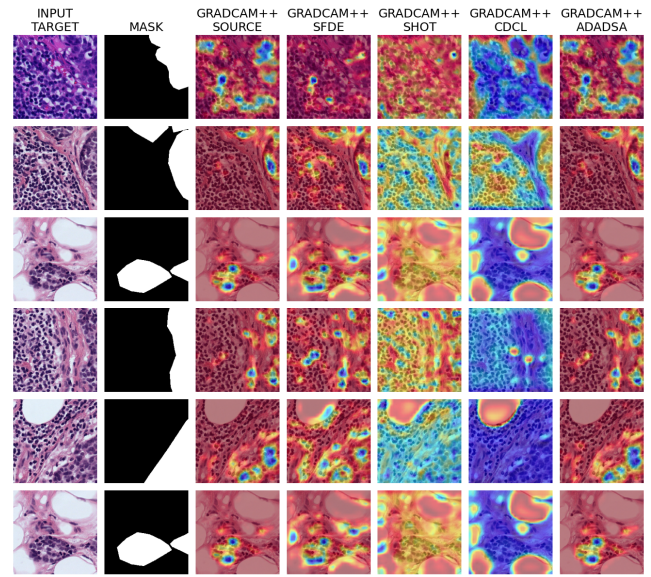 INPUT
TARGET
MASK
GRADCAM++
SOURCE
GRADCAM++
SFDE
GRADCAM++
SHOT
GRADCAM++
CDCL
GRADCAM++
ADADSA